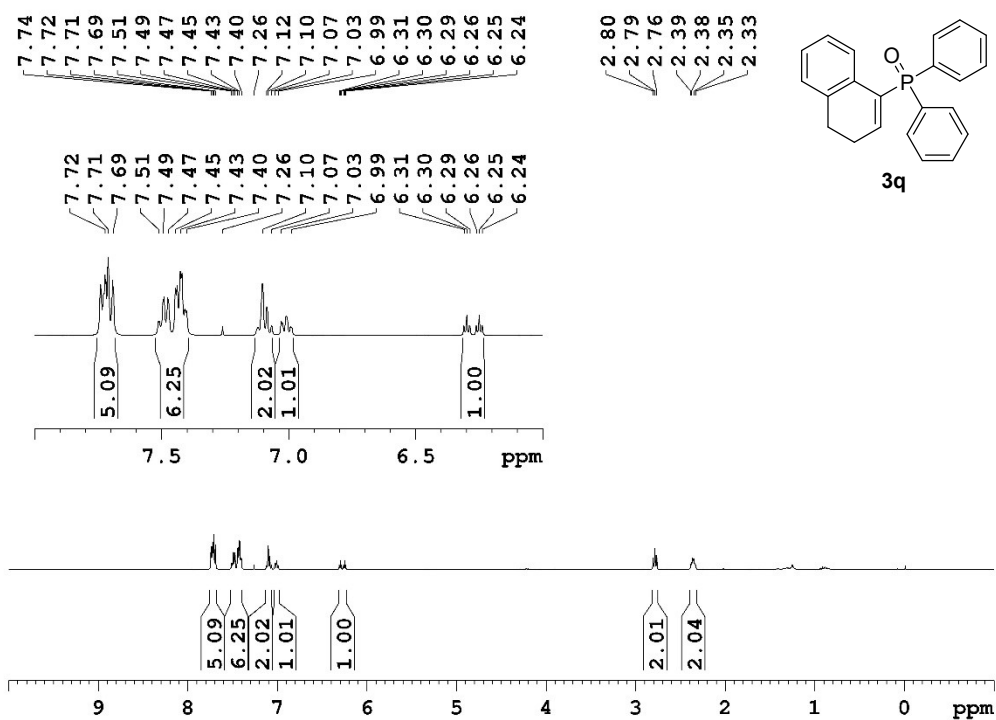 7.74 7.72 7.71 7.69 7.51 7.49 7.47 7.45 7.43 7.40 7.26 7.12 7.10 7.07 7.03 6.99 6.31 6.30 6.29 6.26 6.25 6.24 2.80 2.79 2.76 2.39 2.38 2.35 2.33
O
P
3q
7.72 7.71 7.69 7.51 7.49 7.47 7.45 7.43 7.40 7.26 7.10 7.07 7.03 6.99 6.31 6.30 6.29 6.26 6.25 6.24
5.09 6.25 2.02 1.01 1.00
7.5 7.0 6.5 ppm
5.09 6.25 2.02 1.01 1.00 2.01 2.04
9 8 7 6 5 4 3 2 1 0 ppm